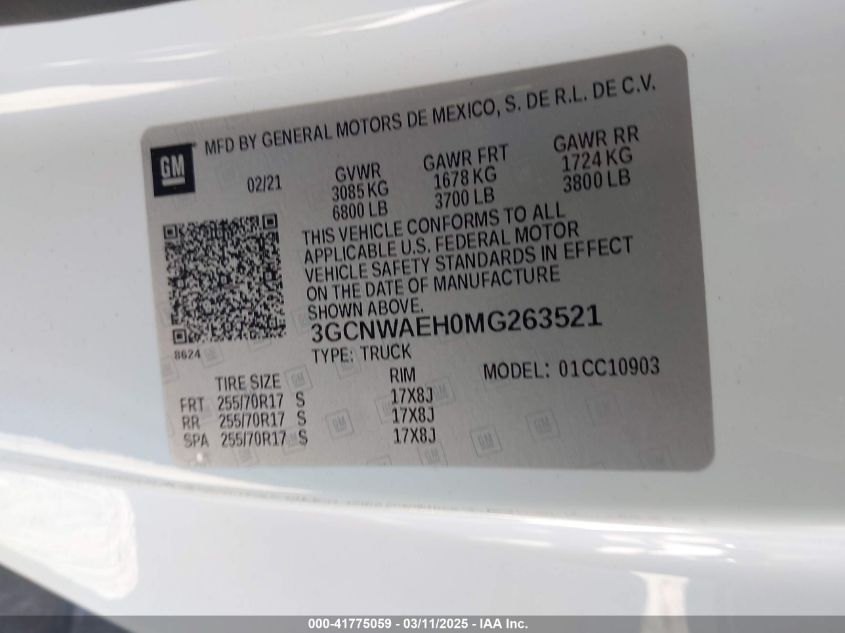 MFD BY GENERAL MOTORS DE MEXICO, S. DE R.L. DE C.V.
GM
02/21
GVWR
3085 KG
6800 LB
GAWR FRT
1678 KG
3700 LB
GAWR RR
1724 KG
3800 LB
THIS VEHICLE CONFORMS TO ALL
APPLICABLE U.S. FEDERAL MOTOR
VEHICLE SAFETY STANDARDS IN EFFECT
ON THE DATE OF MANUFACTURE
SHOWN ABOVE.
8624
3GCNWAEH0MG263521
TYPE: TRUCK
MODEL: 01CC10903
TIRE SIZE RIM
FRT 255/70R17 S 17X8J
RR 255/70R17 S 17X8J
SPA 255/70R17 S 17X8J
000-41775059 - 03/11/2025 - IAA Inc.